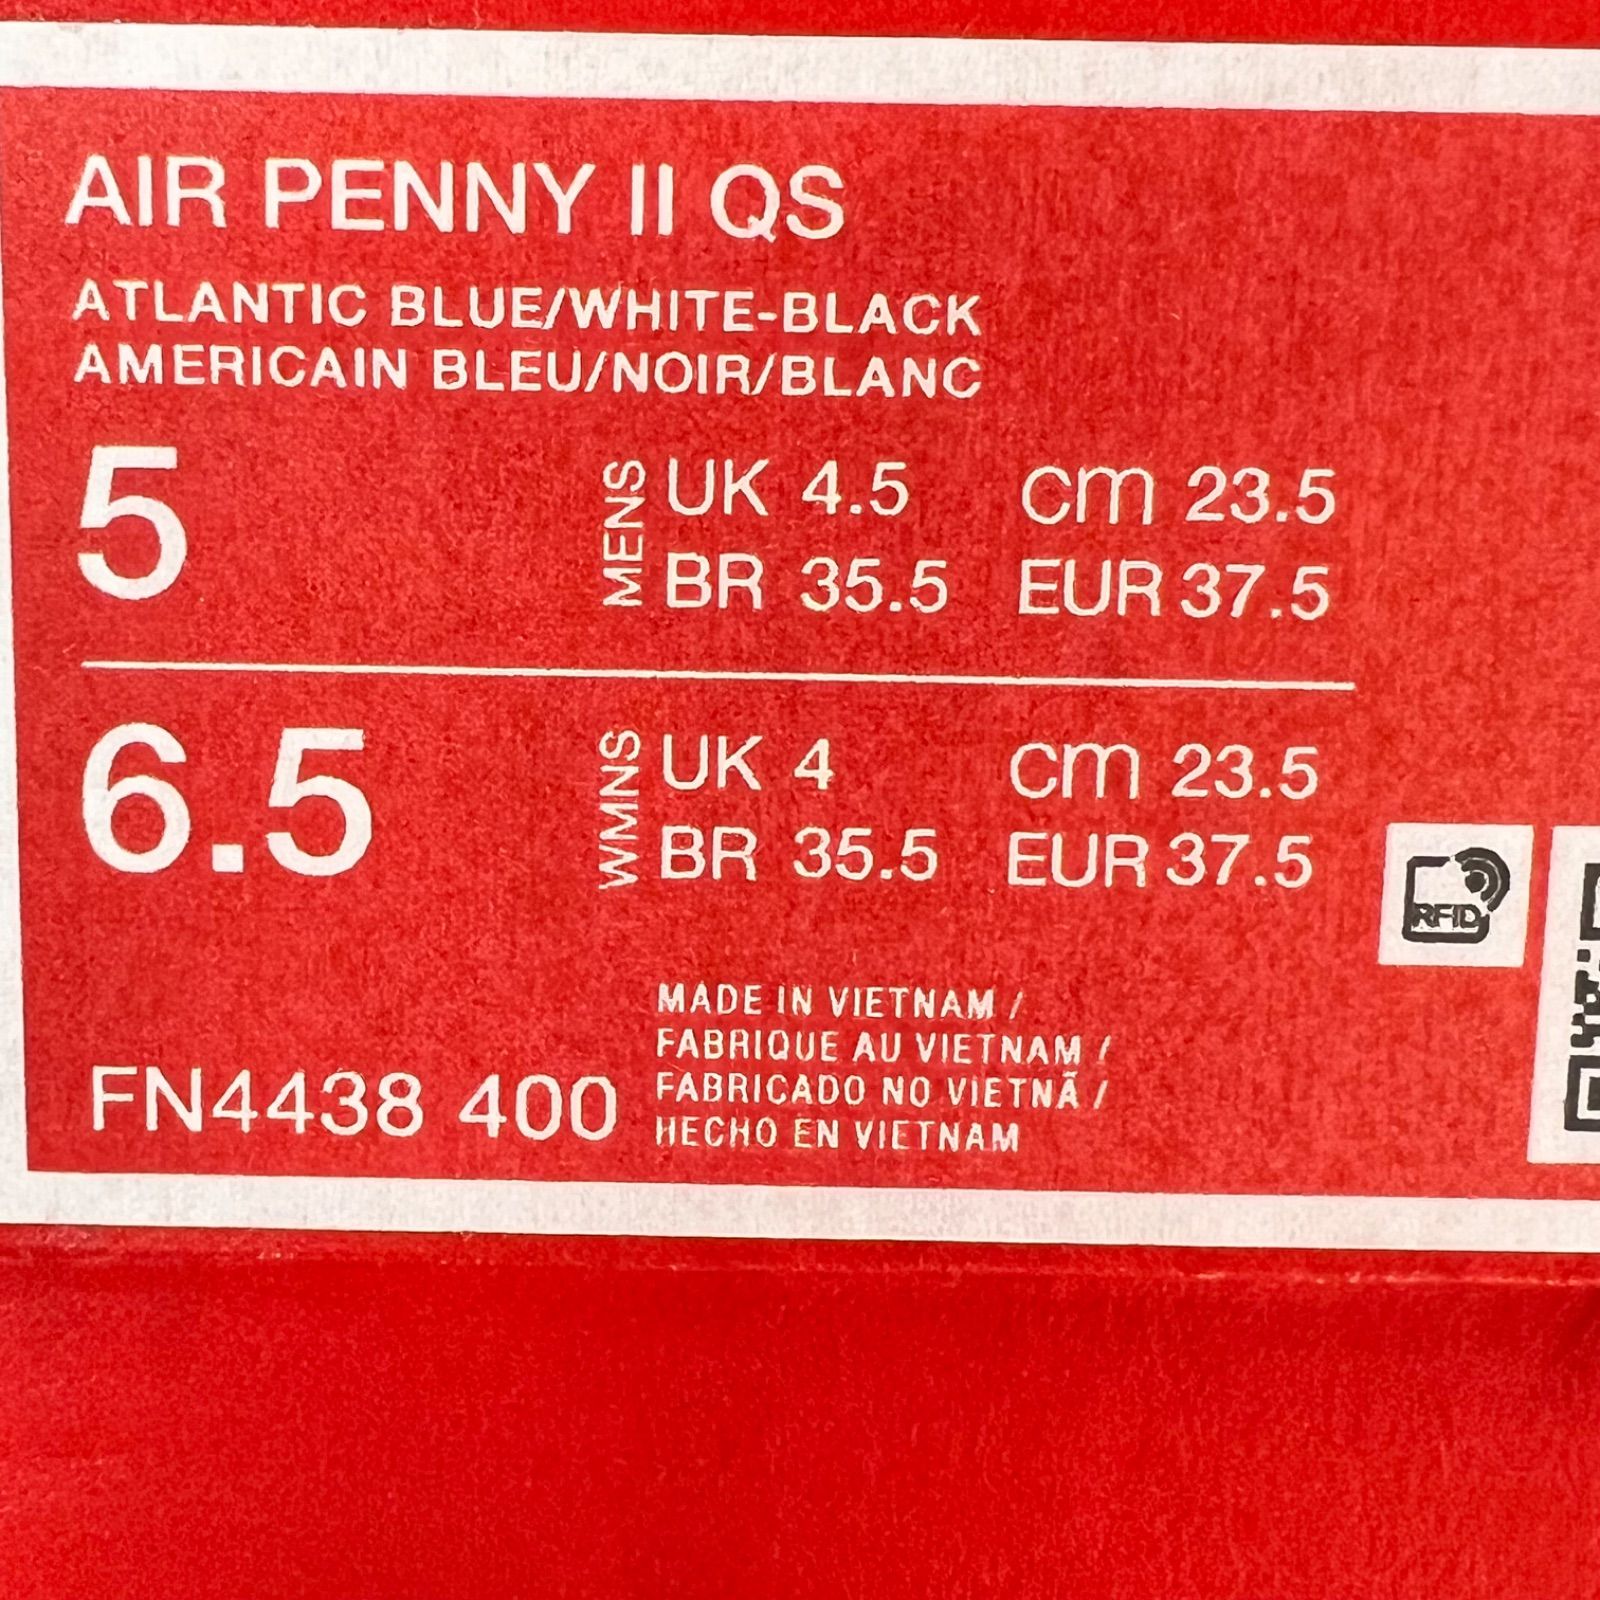 AIR PENNY II QS
ATLANTIC BLUE/WHITE-BLACK
AMERICAIN BLEU/NOIR/BLANC
5
MENS
UK 4.5 cm 23.5
BR 35.5 EUR 37.5
6.5
WMNS
UK 4 cm 23.5
BR 35.5 EUR 37.5
RFID
FN4438 400
MADE IN VIETNAM /
FABRIQUE AU VIETNAM /
FABRICADO NO VIETNÃ /
HECHO EN VIETNAM